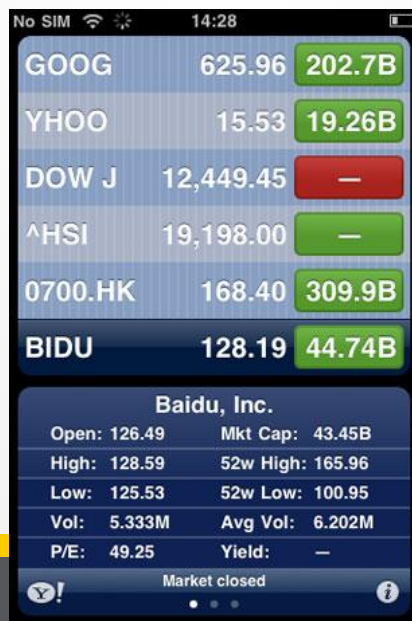 No SIM 14:28
GOOG 625.96 202.7B
YHOO 15.53 19.26B
DOW J 12,449.45 —
^HSI 19,198.00 —
0700.HK 168.40 309.9B
BIDU 128.19 44.74B
Baidu, Inc.
Open: 126.49 Mkt Cap: 43.45B
High: 128.59 52w High: 165.96
Low: 125.53 52w Low: 100.95
Vol: 5.333M Avg Vol: 6.202M
P/E: 49.25 Yield: —
Y! Market closed i